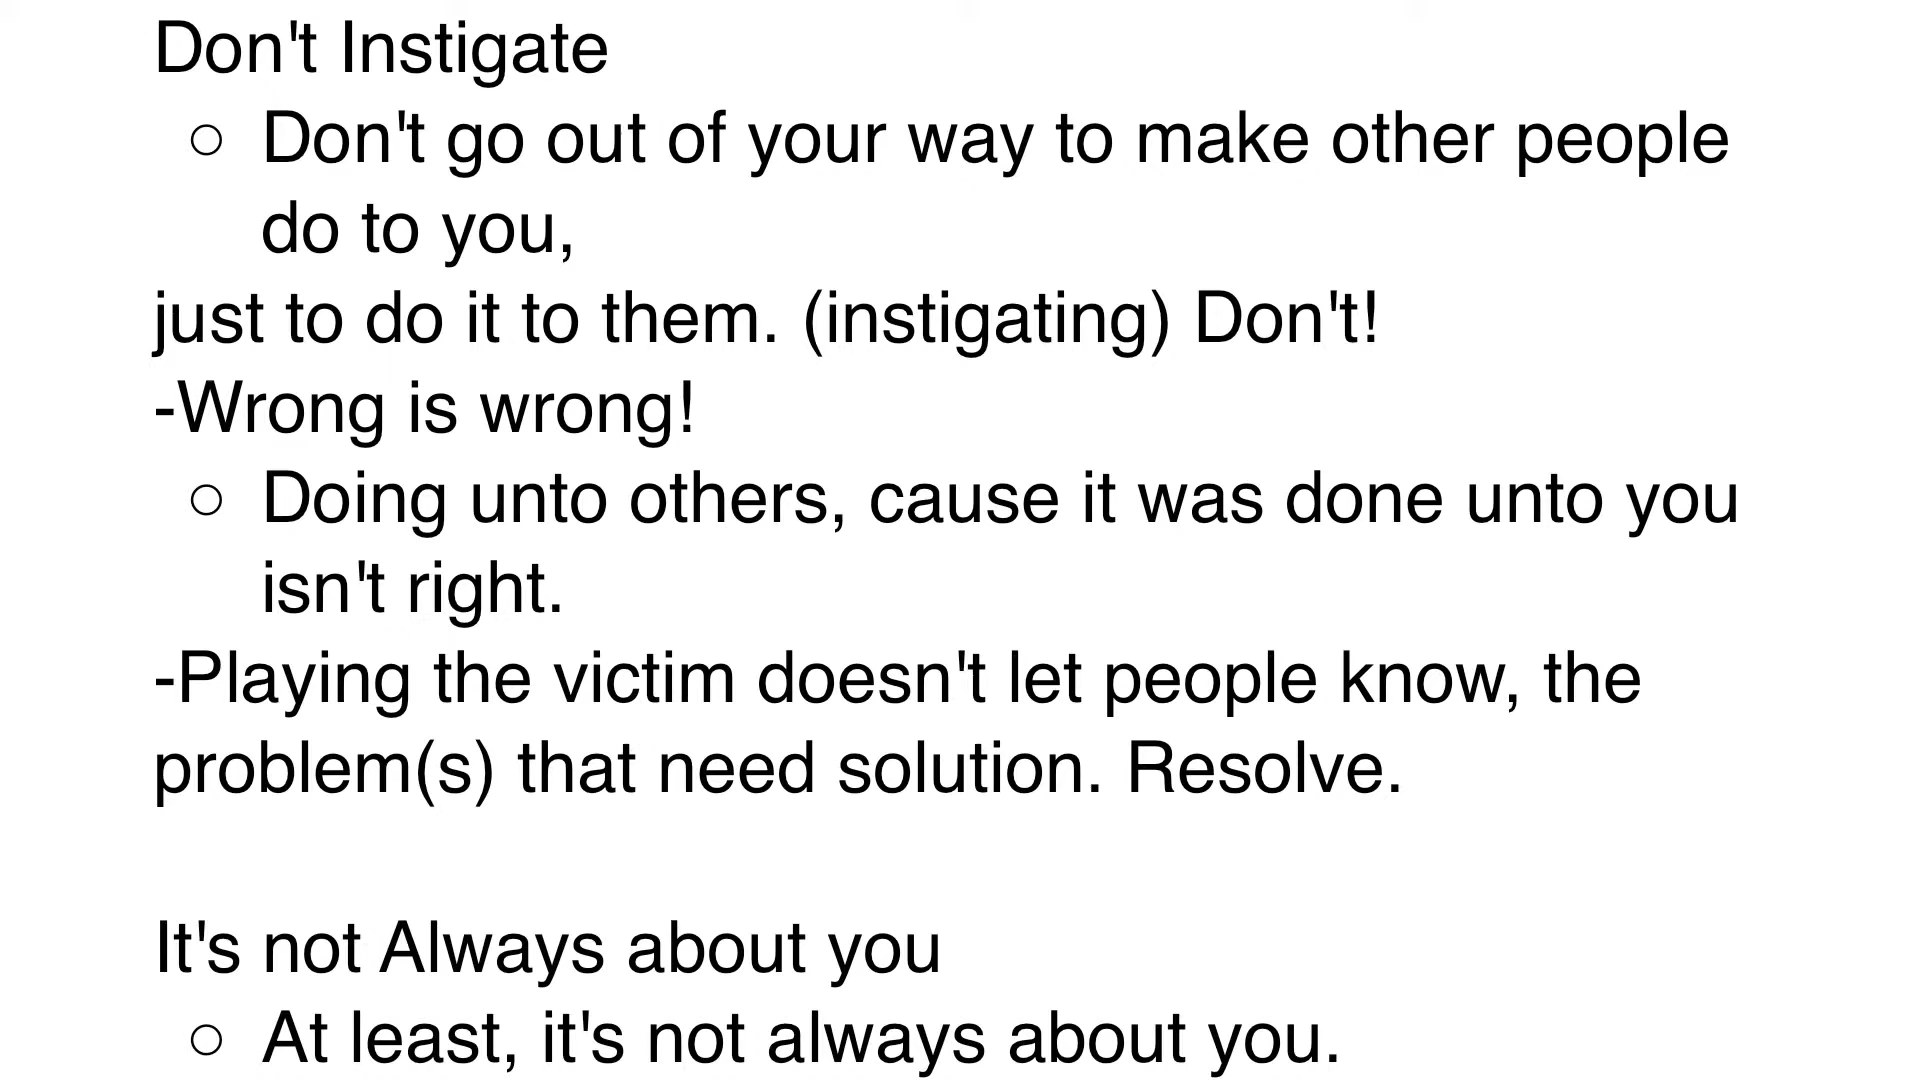 Don't Instigate
○ Don't go out of your way to make other people
do to you,
just to do it to them. (instigating) Don't!
-Wrong is wrong!
○ Doing unto others, cause it was done unto you
isn't right.
-Playing the victim doesn't let people know, the
problem(s) that need solution. Resolve.
It's not Always about you
○ At least, it's not always about you.